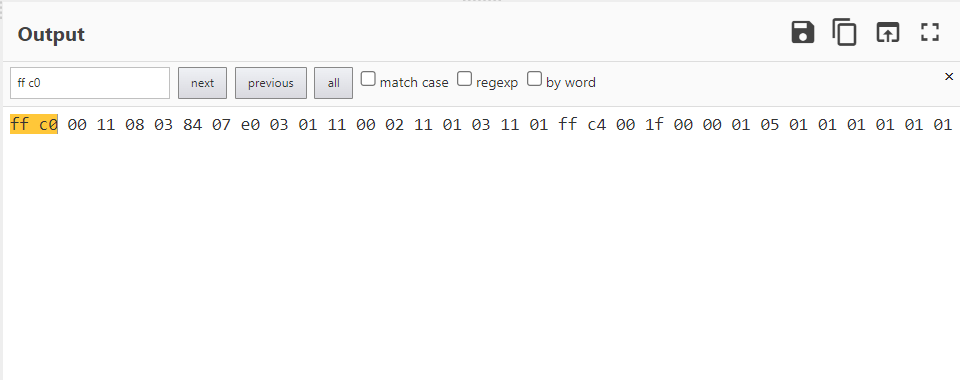 Output
ff c0 next previous all match case regexp by word ×
ff c0 00 11 08 03 84 07 e0 03 01 11 00 02 11 01 03 11 01 ff c4 00 1f 00 00 01 05 01 01 01 01 01 01